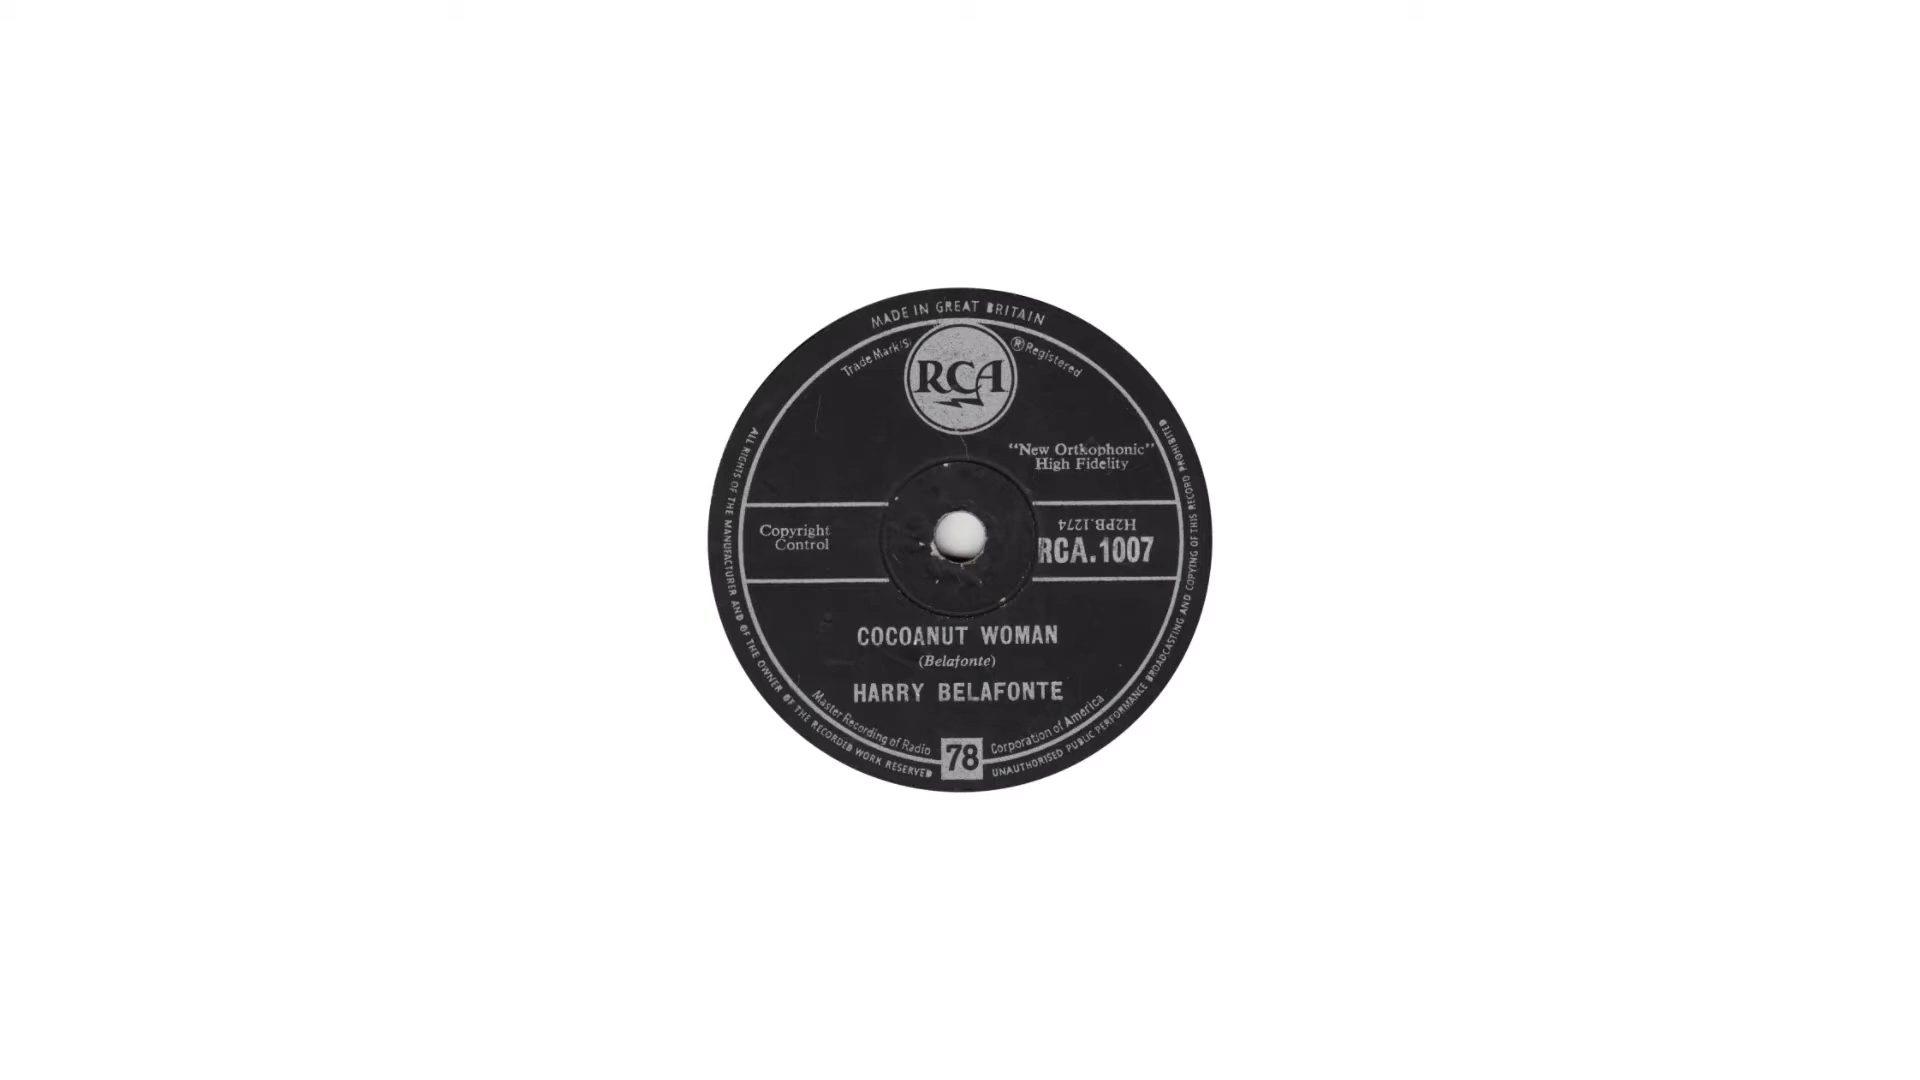 MADE IN GREAT BRITAIN
Trade Mark(s)
® Registered
RCA
"New Orthophonic"
High Fidelity
Copyright
Control
H2PB.1274
RCA.1007
COCOANUT WOMAN
(Belafonte)
HARRY BELAFONTE
Master Recording of Radio Corporation of America
78
ALL RIGHTS OF THE MANUFACTURER AND OF THE OWNER OF THE RECORDED WORK RESERVED
UNAUTHORISED PUBLIC PERFORMANCE BROADCASTING AND COPYING OF THIS RECORD PROHIBITED